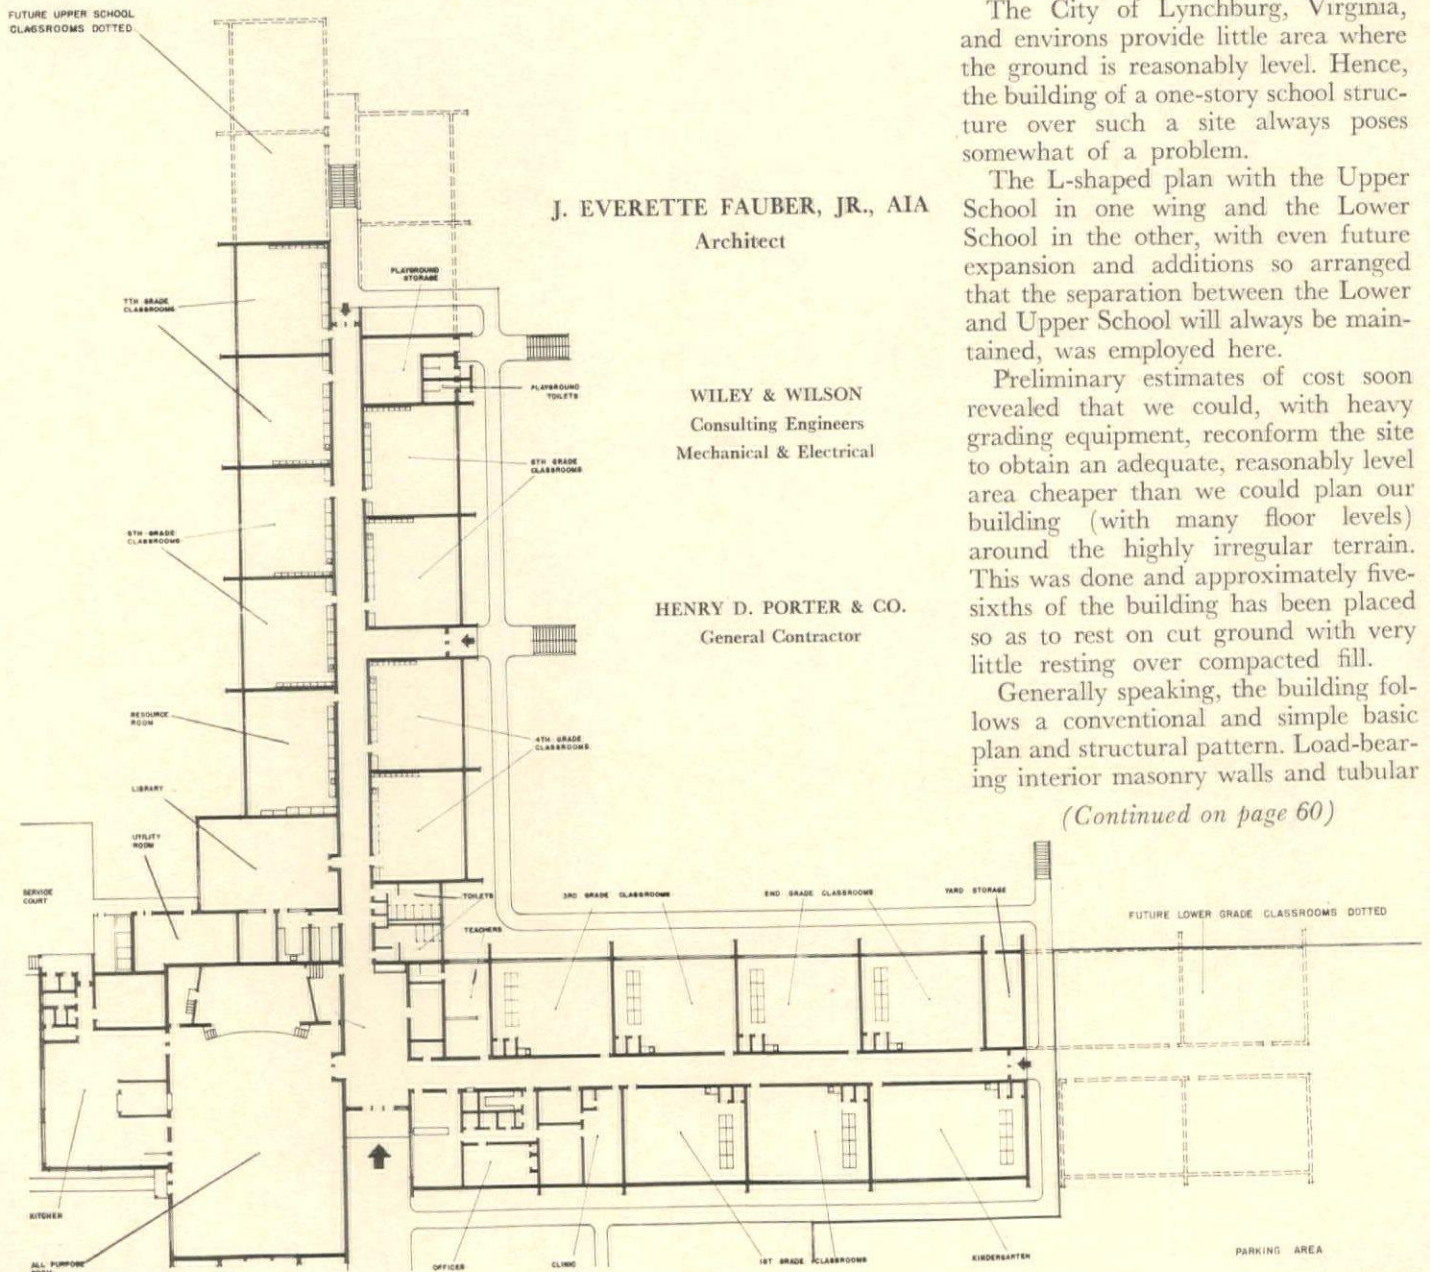 FUTURE UPPER SCHOOL
CLASSROOMS DOTTED
The City of Lynchburg, Virginia,
and environs provide little area where
the ground is reasonably level. Hence,
the building of a one-story school struc-
ture over such a site always poses
somewhat of a problem.
The L-shaped plan with the Upper
School in one wing and the Lower
School in the other, with even future
expansion and additions so arranged
that the separation between the Lower
and Upper School will always be main-
tained, was employed here.
Preliminary estimates of cost soon
revealed that we could, with heavy
grading equipment, reconform the site
to obtain an adequate, reasonably level
area cheaper than we could plan our
building (with many floor levels)
around the highly irregular terrain.
This was done and approximately five-
sixths of the building has been placed
so as to rest on cut ground with very
little resting over compacted fill.
Generally speaking, the building fol-
lows a conventional and simple basic
plan and structural pattern. Load-bear-
ing interior masonry walls and tubular
(Continued on page 60)
J. EVERETTE FAUBER, JR., AIA
Architect
WILEY & WILSON
Consulting Engineers
Mechanical & Electrical
HENRY D. PORTER & CO.
General Contractor
PLAYGROUND
STORAGE
7TH GRADE
CLASSROOMS
PLAYGROUND
TOILETS
CLASSROOMS
CLASSROOMS
RESOURCE
ROOM
4TH GRADE
CLASSROOMS
LIBRARY
UTILITY
ROOM
SERVICE
COURT
TOILETS
TEACHERS
3RD GRADE CLASSROOMS
2ND GRADE CLASSROOMS
YARD STORAGE
FUTURE LOWER GRADE CLASSROOMS DOTTED
KITCHEN
ALL PURPOSE
OFFICES
CLINIC
1ST GRADE CLASSROOMS
KINDERGARTEN
PARKING AREA